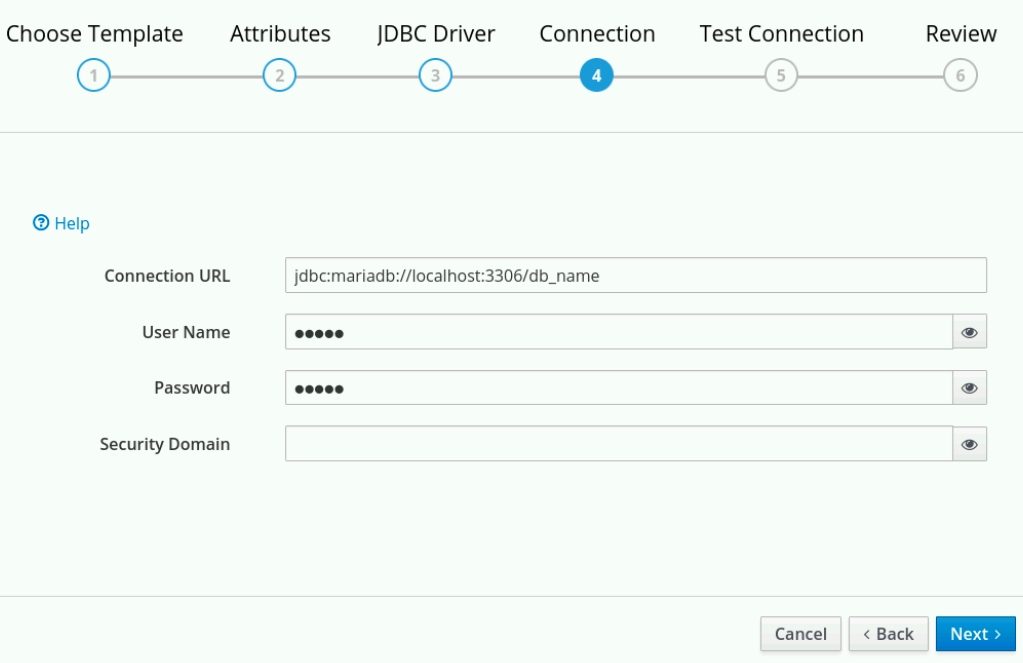 Choose Template Attributes JDBC Driver Connection Test Connection Review
1 2 3 4 5 6
Help
Connection URL jdbc:mariadb://localhost:3306/db_name
User Name ●●●●●
Password ●●●●●
Security Domain
Cancel < Back Next >